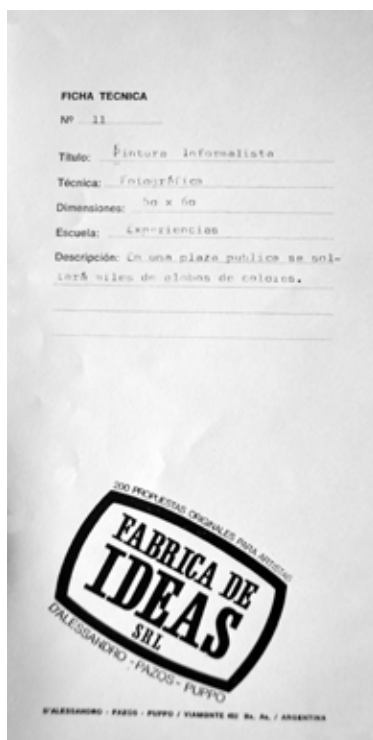 FICHA TECNICA
Nº 11
Título: Pintura Informalista
Técnica: Fotográfica
Dimensiones: 50 x 60
Escuela: Experiencias
Descripción: En una plaza publica se sol-
tará miles de globos de colores.
200 PROPUESTAS ORIGINALES PARA ARTISTAS
FABRICA DE
IDEAS
SRL
D'ALESSANDRO - PAZOS - PUPPO
D'ALESSANDRO - PAZOS - PUPPO / VIAMONTE 452 Bs. As. / ARGENTINA